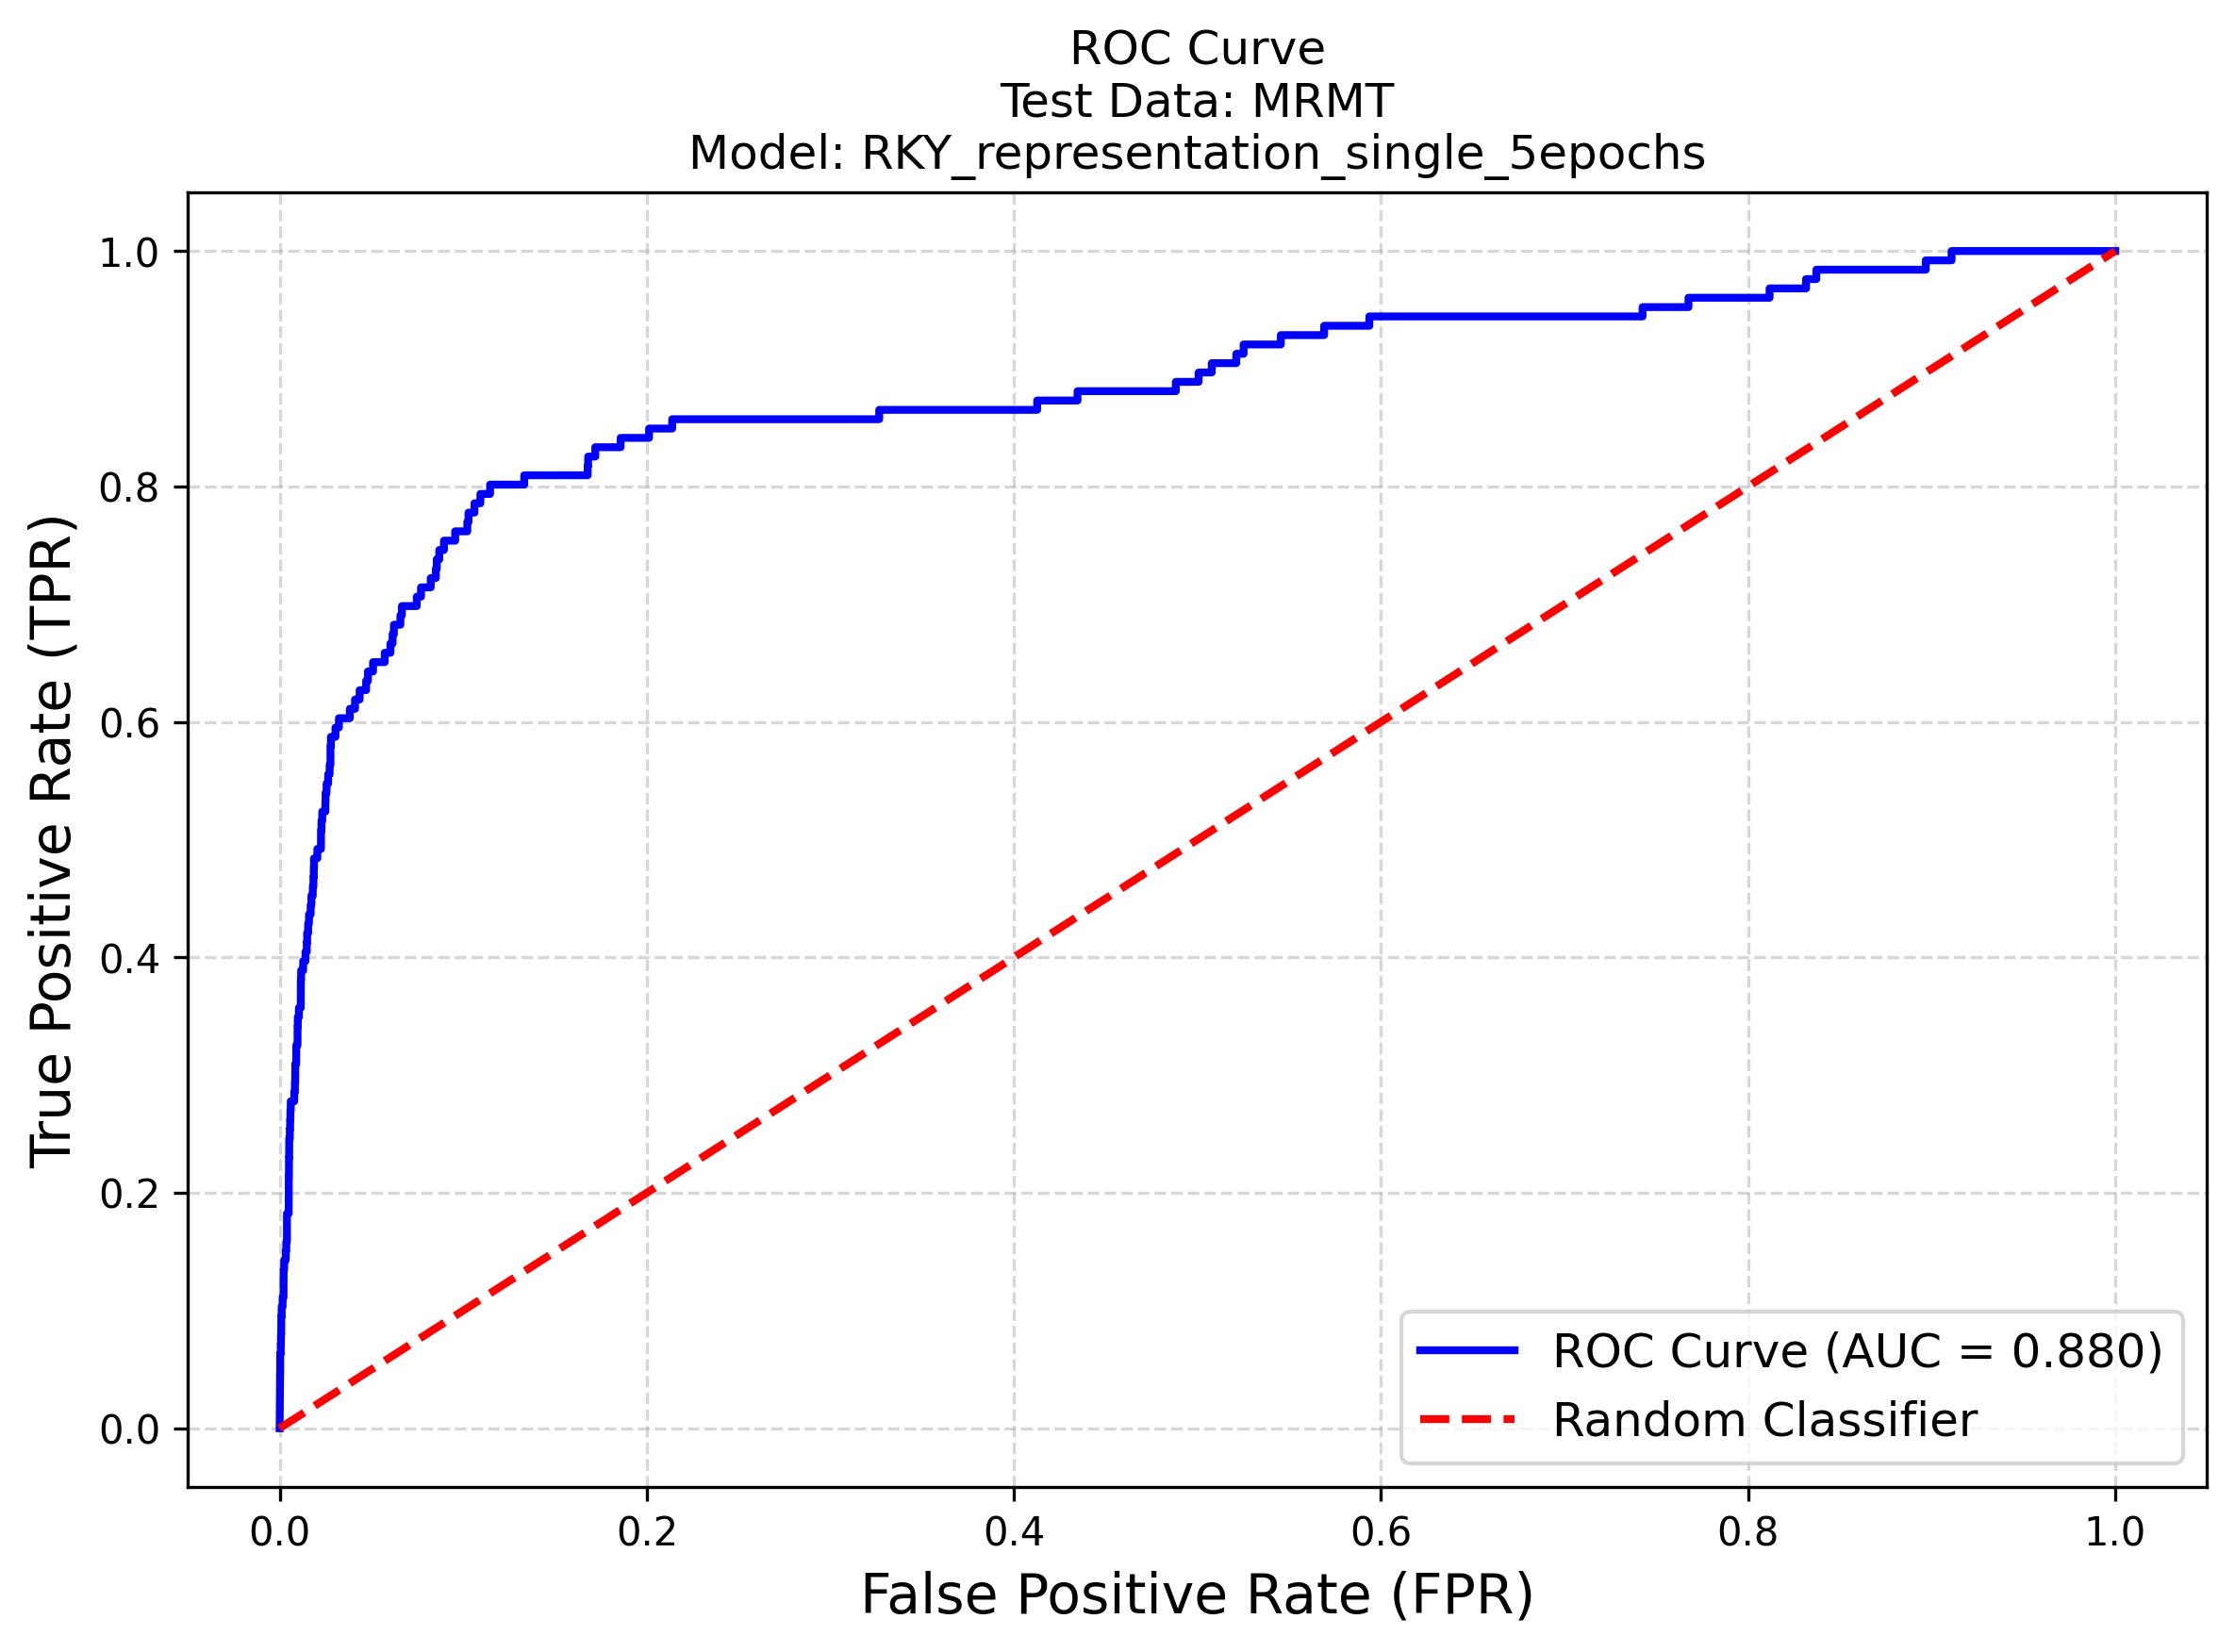 ROC Curve
Test Data: MRMT
Model: RKY_representation_single_5epochs
True Positive Rate (TPR)
1.0
0.8
0.6
0.4
0.2
0.0
0.0 0.2 0.4 0.6 0.8 1.0
False Positive Rate (FPR)
ROC Curve (AUC = 0.880)
Random Classifier